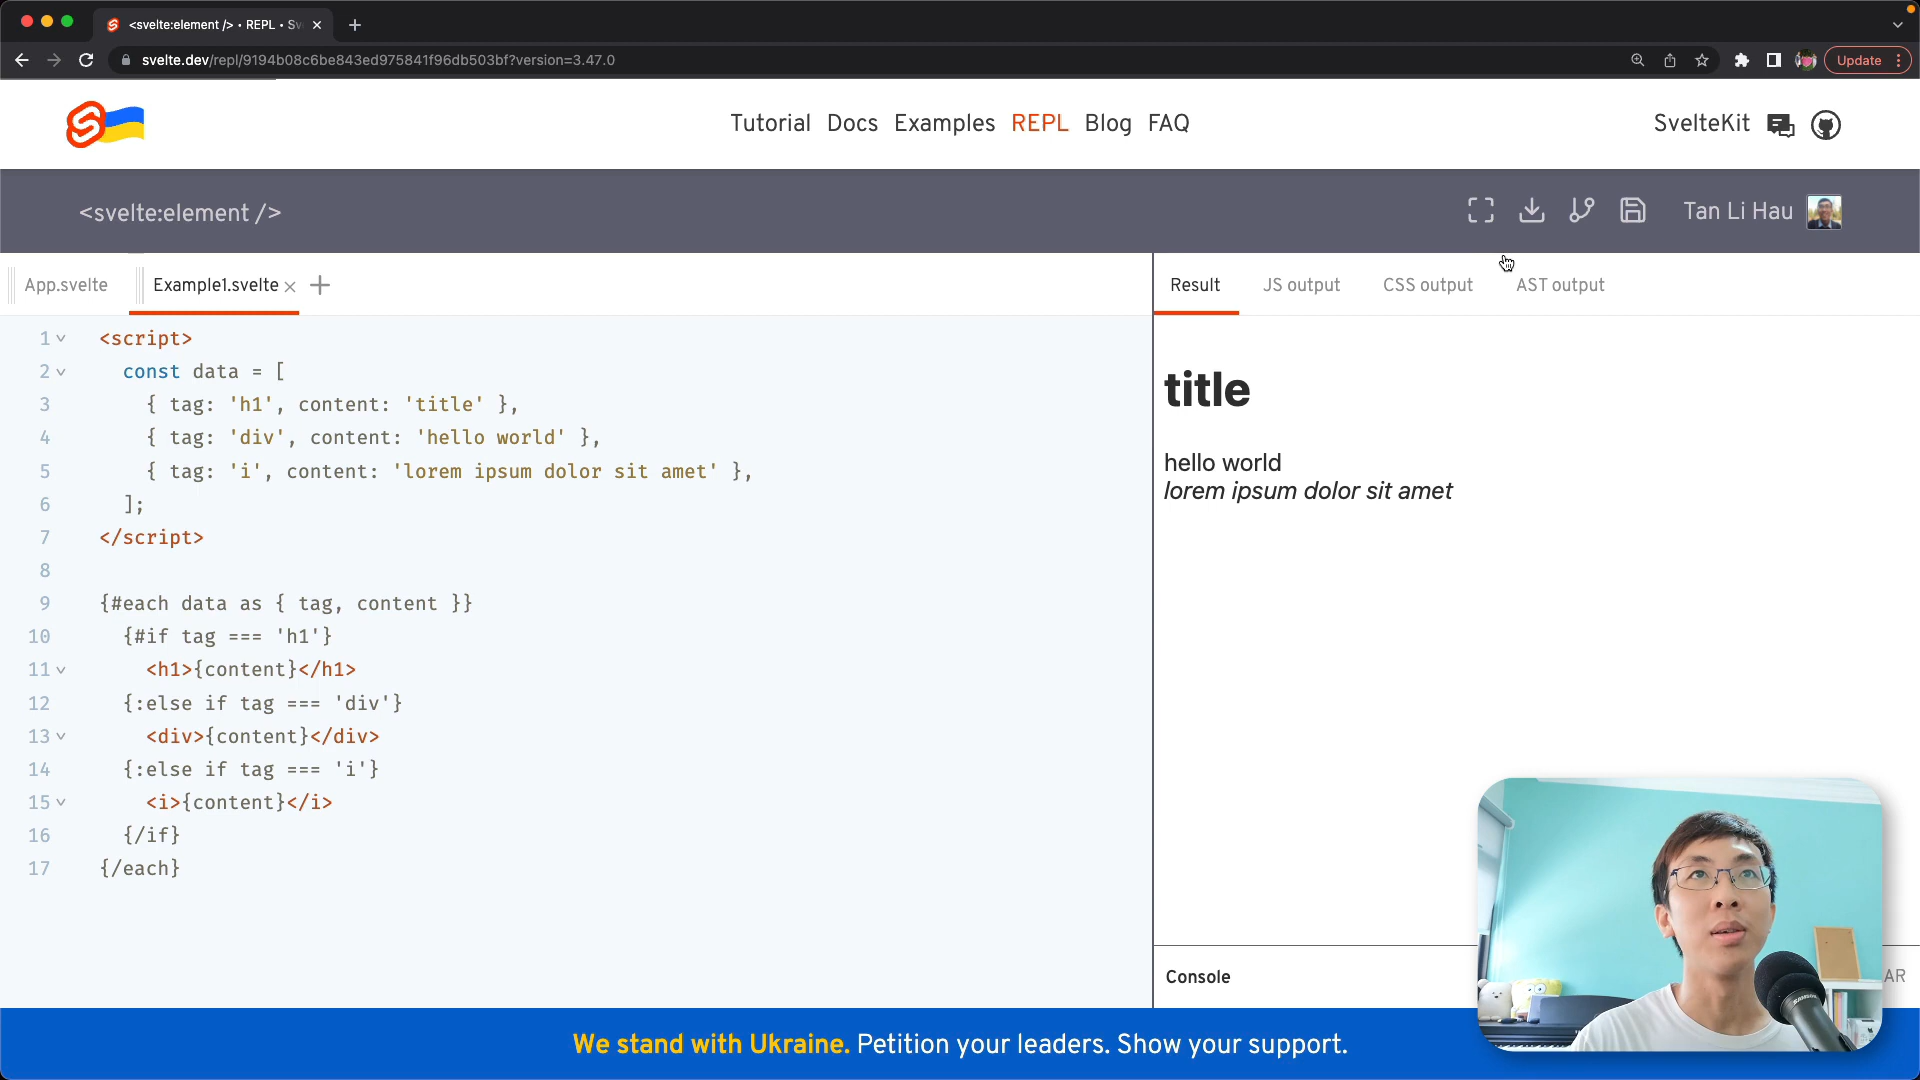 <svelte:element /> • REPL • Sv
svelte.dev/repl/9194b08c6be843ed975841f96db503bf?version=3.47.0
Update
Tutorial Docs Examples REPL Blog FAQ
SvelteKit
<svelte:element />
Tan Li Hau
App.svelte
Example1.svelte
Result
JS output
CSS output
AST output
1 <script>
2 const data = [
3 { tag: 'h1', content: 'title' },
4 { tag: 'div', content: 'hello world' },
5 { tag: 'i', content: 'lorem ipsum dolor sit amet' },
6 ];
7 </script>
8
9 {#each data as { tag, content }}
10 {#if tag === 'h1'}
11 <h1>{content}</h1>
12 {:else if tag === 'div'}
13 <div>{content}</div>
14 {:else if tag === 'i'}
15 <i>{content}</i>
16 {/if}
17 {/each}
title
hello world
lorem ipsum dolor sit amet
Console
AR
SAMSON
We stand with Ukraine. Petition your leaders. Show your support.